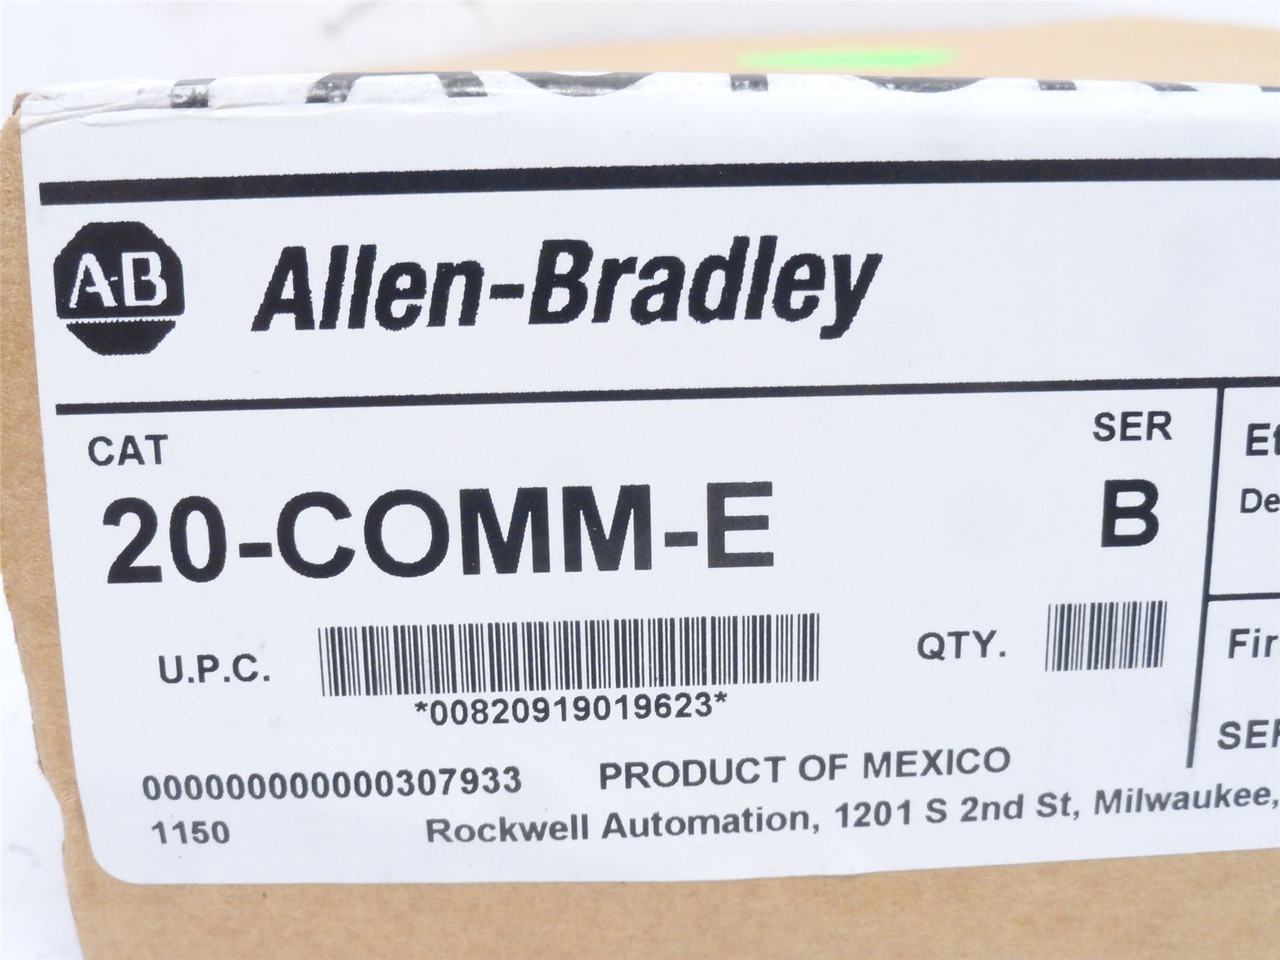 A-B
Allen-Bradley
CAT
SER
20-COMM-E
B
U.P.C.
*00820919019623*
QTY.
000000000000307933
PRODUCT OF MEXICO
1150
Rockwell Automation, 1201 S 2nd St, Milwaukee,